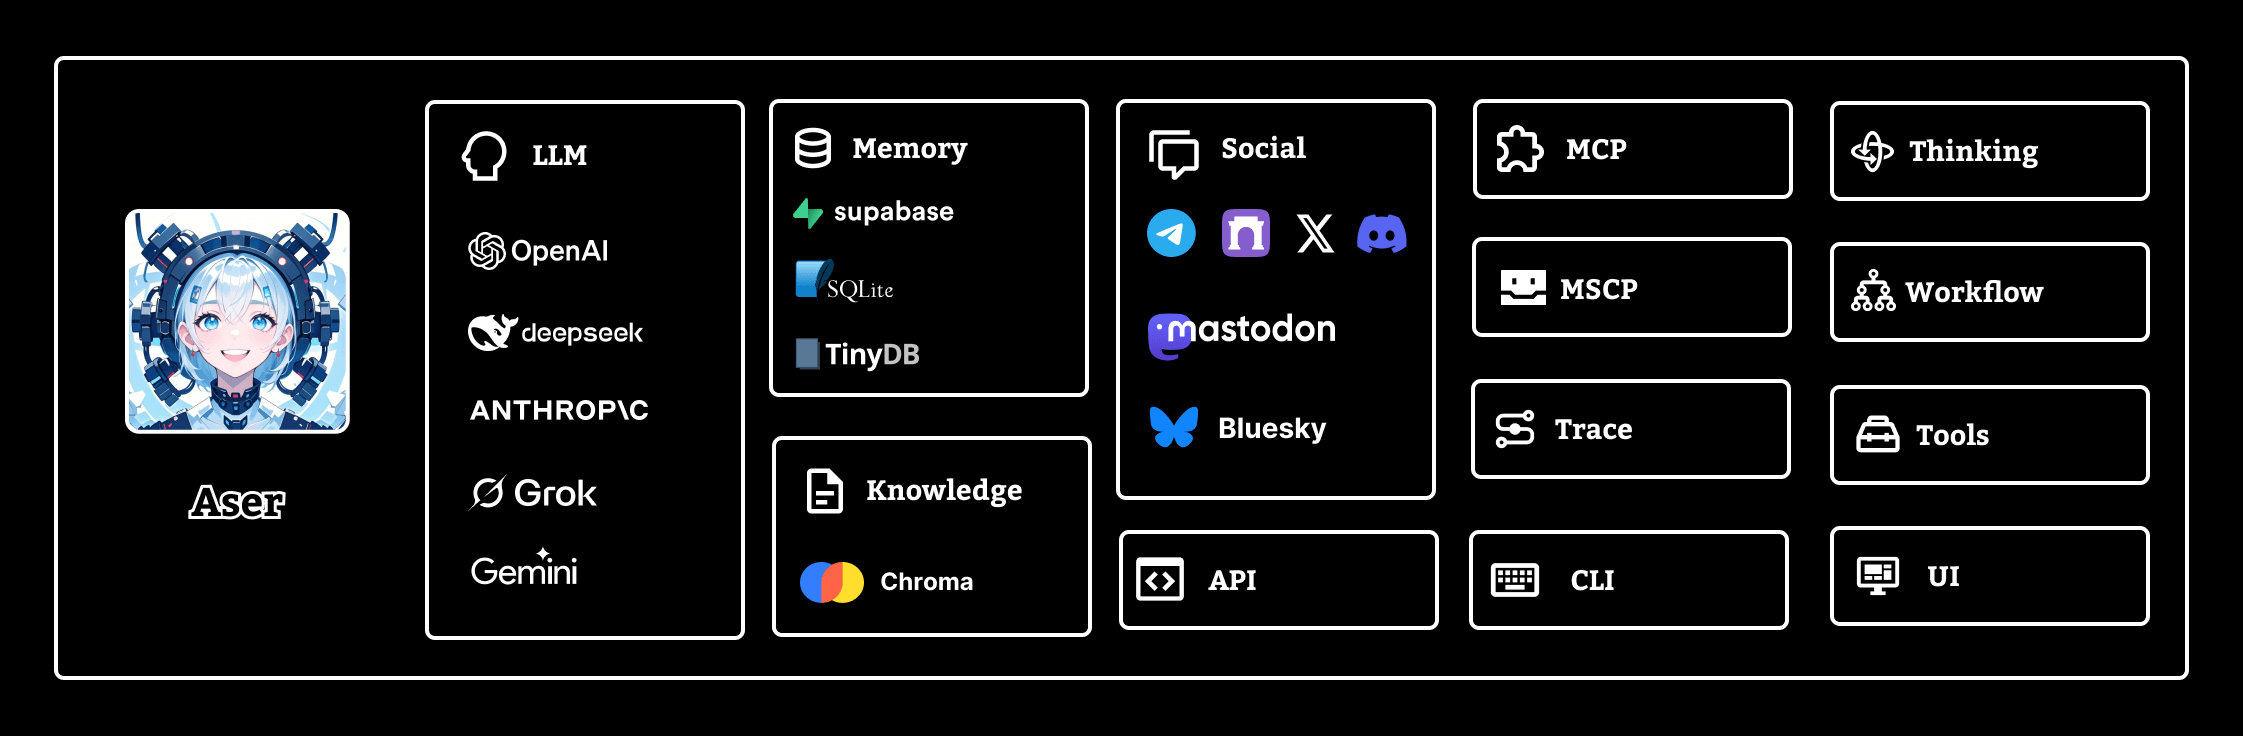 Aser
LLM
OpenAI
deepseek
ANTHROP\C
Grok
Gemini
Memory
supabase
SQLite
TinyDB
Knowledge
Chroma
Social
X
mastodon
Bluesky
API
MCP
MSCP
Trace
CLI
Thinking
Workflow
Tools
UI